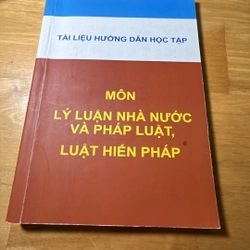 TÀI LIỆU HƯỚNG DẪN HỌC TẬP
MÔN
LÝ LUẬN NHÀ NƯỚC
VÀ PHÁP LUẬT,
LUẬT HIẾN PHÁP